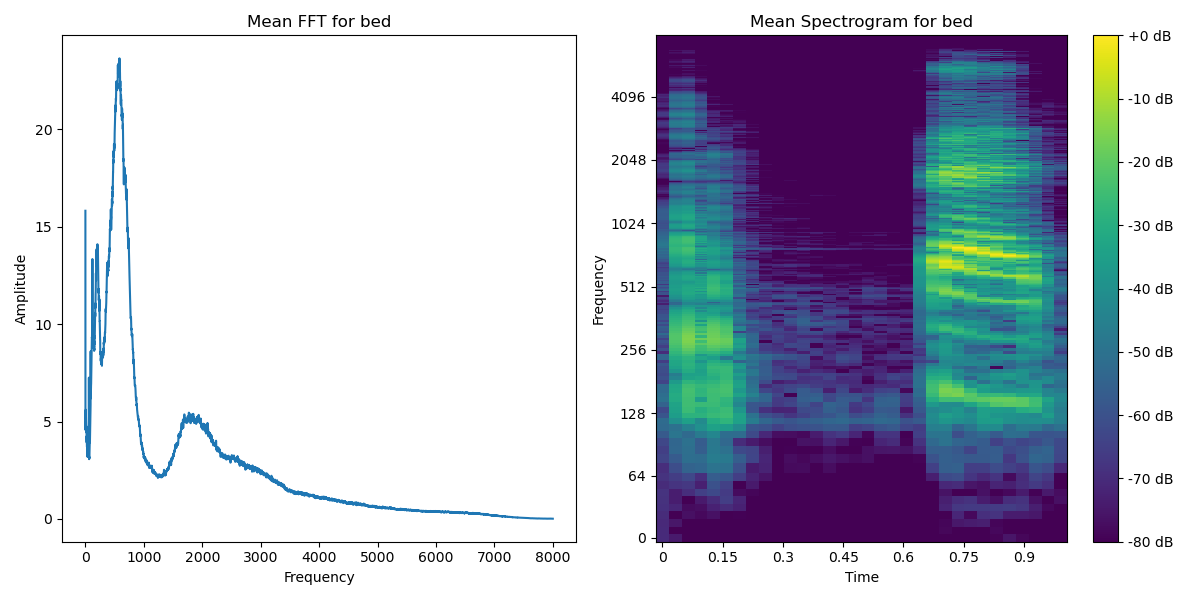 Mean FFT for bed
Amplitude
20
15
10
5
0
0 1000 2000 3000 4000 5000 6000 7000 8000
Frequency
Mean Spectrogram for bed
Frequency
4096
2048
1024
512
256
128
64
0
0 0.15 0.3 0.45 0.6 0.75 0.9
Time
+0 dB
-10 dB
-20 dB
-30 dB
-40 dB
-50 dB
-60 dB
-70 dB
-80 dB